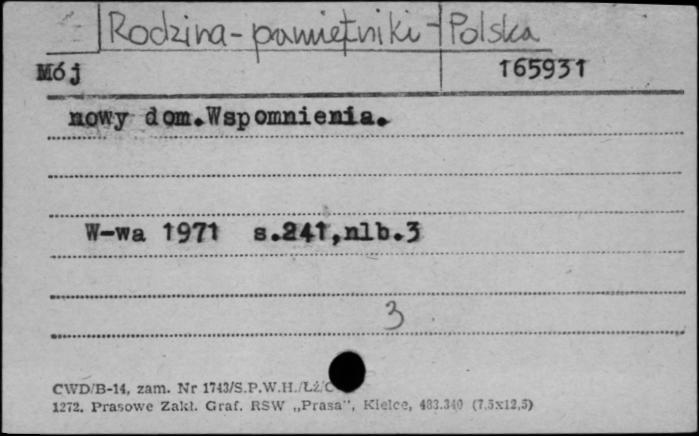 Rodzina - pamiętniki - Polska
Mój 165931
nowy dom.Wspomnienia.
W-wa 1971 s.241,nlb.3
3
CWD/B-14, zam. Nr 1743/S.P.W.H./Łź/C
1272. Prasowe Zakł. Graf. RSW „Prasa", Kielce, 483.340 (7,5x12,5)